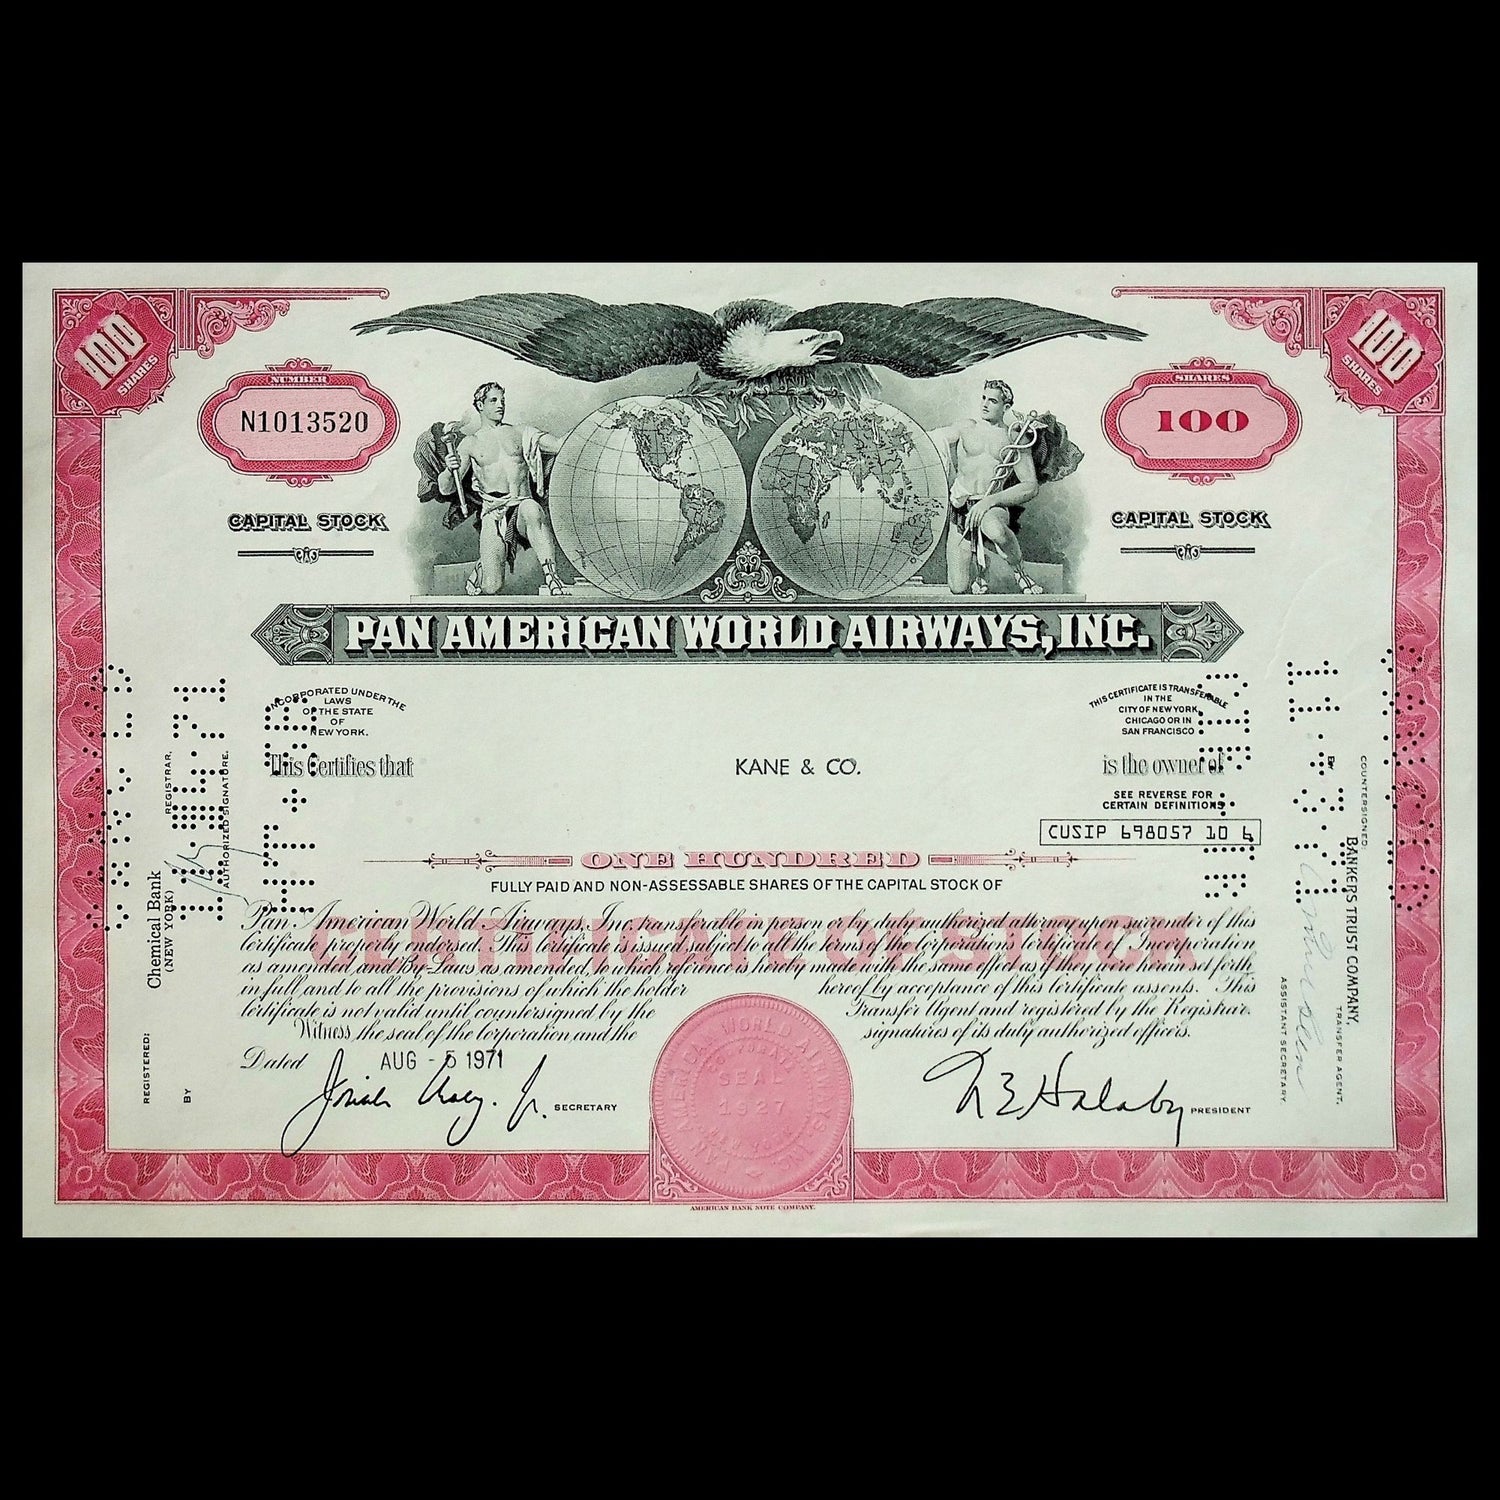 100
SHARES
100
SHARES
NUMBER
N1013520
SHARES
100
CAPITAL STOCK
CAPITAL STOCK
PAN AMERICAN WORLD AIRWAYS, INC.
INCORPORATED UNDER THE
LAWS
OF THE STATE
OF
NEW YORK.
THIS CERTIFICATE IS TRANSFERABLE
IN THE
CITY OF NEW YORK,
CHICAGO OR IN
SAN FRANCISCO
This Certifies that
KANE & CO.
is the owner of
SEE REVERSE FOR
CERTAIN DEFINITIONS
CUSIP 698057 10 6
ONE HUNDRED
FULLY PAID AND NON-ASSESSABLE SHARES OF THE CAPITAL STOCK OF
CERTIFICATE OF STOCK
Pan American World Airways, Inc. transferable in person or by duly authorized attorney upon surrender of this
Certificate properly endorsed. This Certificate is issued subject to all the terms of the Corporation's Certificate of Incorporation
as amended, and By-Laws as amended, to which reference is hereby made with the same effect as if they were herein set forth
in full, and to all the provisions of which the holder hereof by acceptance of this certificate assents. This
Certificate is not valid until countersigned by the Transfer Agent and registered by the Registrar.
Witness, the seal of the Corporation, and the signatures of its duly authorized officers.
Dated AUG - 5 1971
SECRETARY
N E Halaby
PRESIDENT
PAN AMERICAN WORLD AIRWAYS, INC.
SEAL
1927
NEW YORK
AMERICAN BANK NOTE COMPANY.
REGISTERED:
Chemical Bank
(NEW YORK)
REGISTRAR,
BY
AUTHORIZED SIGNATURE.
COUNTERSIGNED:
BANKERS TRUST COMPANY,
TRANSFER AGENT,
BY
ASSISTANT SECRETARY.